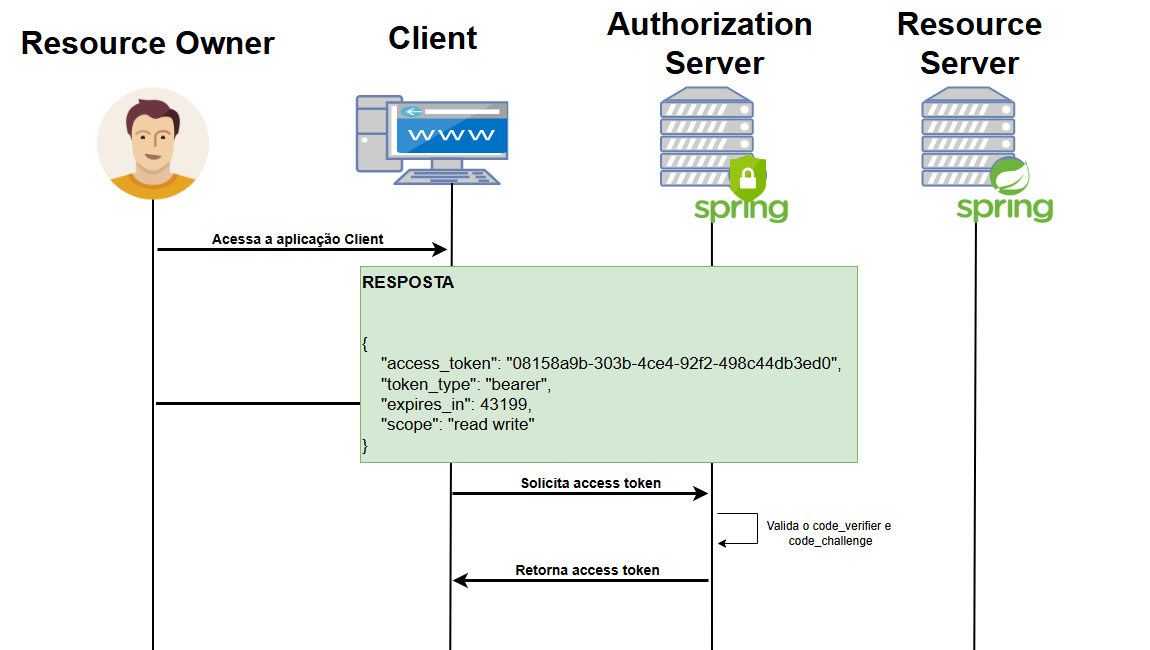 Resource Owner
Client
Authorization
Server
Resource
Server
www
spring
spring
Acessa a aplicação Client
RESPOSTA
{
"access_token": "08158a9b-303b-4ce4-92f2-498c44db3ed0",
"token_type": "bearer",
"expires_in": 43199,
"scope": "read write"
}
Solicita access token
Valida o code_verifier e
code_challenge
Retorna access token